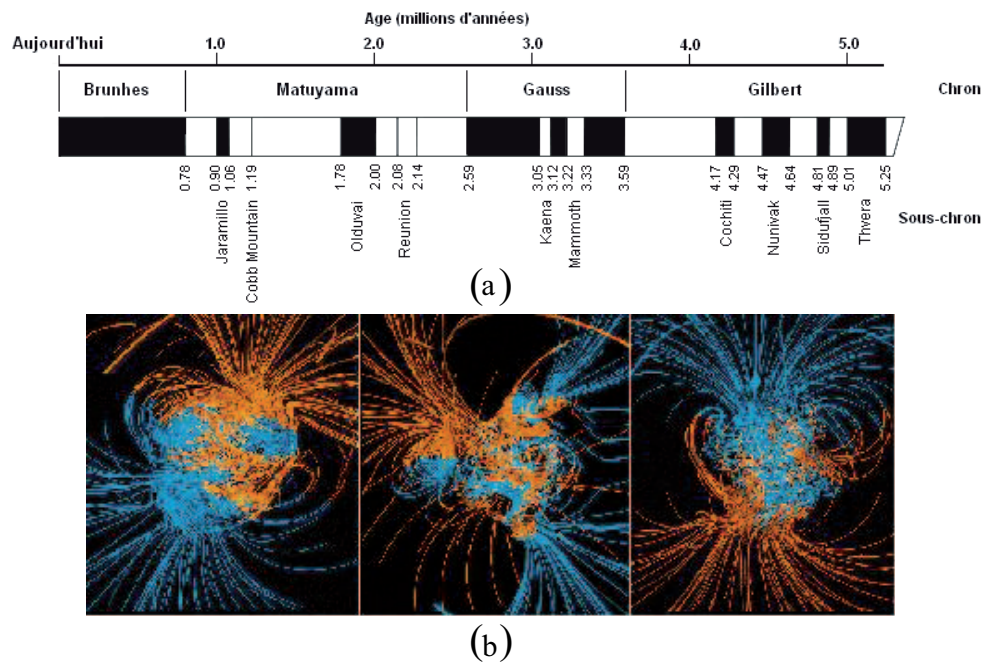 Age (millions d'années)
Aujourd'hui 1.0 2.0 3.0 4.0 5.0
Brunhes Matuyama Gauss Gilbert Chron
0.78 0.90 1.06 1.19 1.78 2.00 2.08 2.14 2.59 3.05 3.12 3.22 3.33 3.59 4.17 4.29 4.47 4.64 4.81 4.89 5.01 5.25
Jaramillo Cobb Mountain Olduvai Reunion Kaena Mammoth Cochiti Nunivak Sidufjall Thvera Sous-chron
(a)
(b)